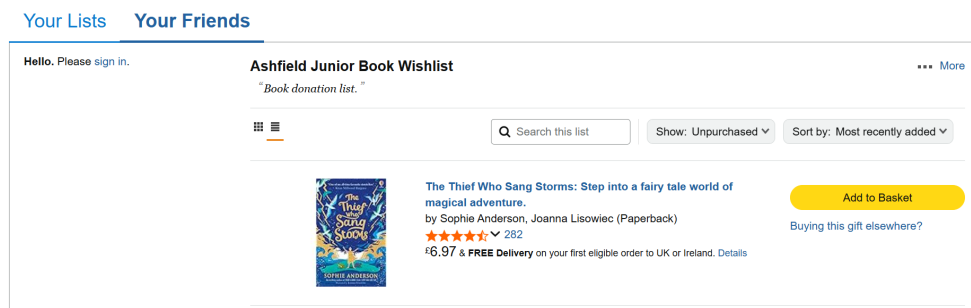 Your Lists Your Friends
Hello. Please sign in.
Ashfield Junior Book Wishlist
“Book donation list.”
More
Search this list
Show: Unpurchased
Sort by: Most recently added
The Thief Who Sang Storms: Step into a fairy tale world of
magical adventure.
by Sophie Anderson, Joanna Lisowiec (Paperback)
282
£6.97 & FREE Delivery on your first eligible order to UK or Ireland. Details
Add to Basket
Buying this gift elsewhere?
The
Thief
who
Sang
Storms
SOPHIE ANDERSON